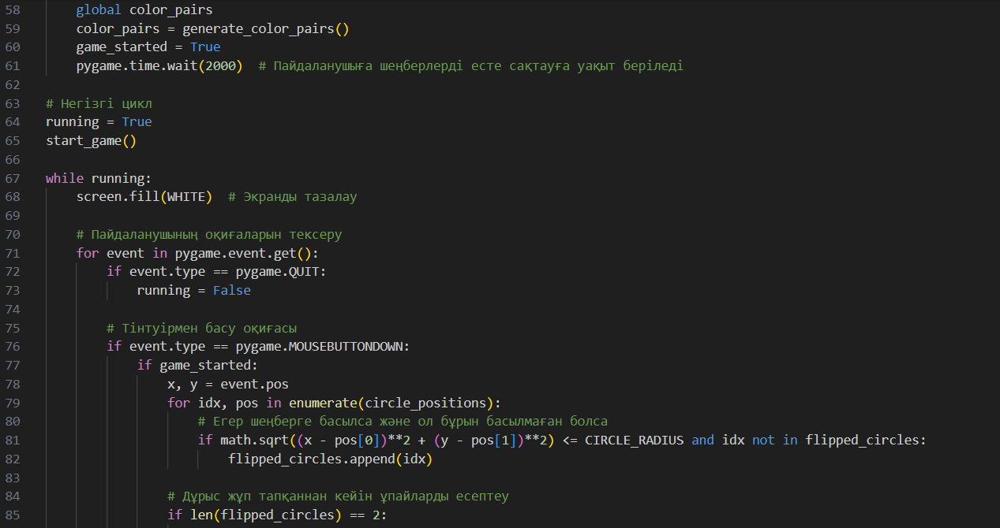 58 global color_pairs
59 color_pairs = generate_color_pairs()
60 game_started = True
61 pygame.time.wait(2000)  # Пайдаланушыға шеңберлерді есте сақтауға уақыт беріледі
62
63 # Негізгі цикл
64 running = True
65 start_game()
66
67 while running:
68     screen.fill(WHITE)  # Экранды тазалау
69
70     # Пайдаланушының оқиғаларын тексеру
71     for event in pygame.event.get():
72         if event.type == pygame.QUIT:
73             running = False
74
75         # Тінтуірмен басу оқиғасы
76         if event.type == pygame.MOUSEBUTTONDOWN:
77             if game_started:
78                 x, y = event.pos
79                 for idx, pos in enumerate(circle_positions):
80                     # Егер шеңберге басылса және ол бұрын басылмаған болса
81                     if math.sqrt((x - pos[0])**2 + (y - pos[1])**2) <= CIRCLE_RADIUS and idx not in flipped_circles:
82                         flipped_circles.append(idx)
83
84                 # Дұрыс жұп тапқаннан кейін ұпайларды есептеу
85                 if len(flipped_circles) == 2: